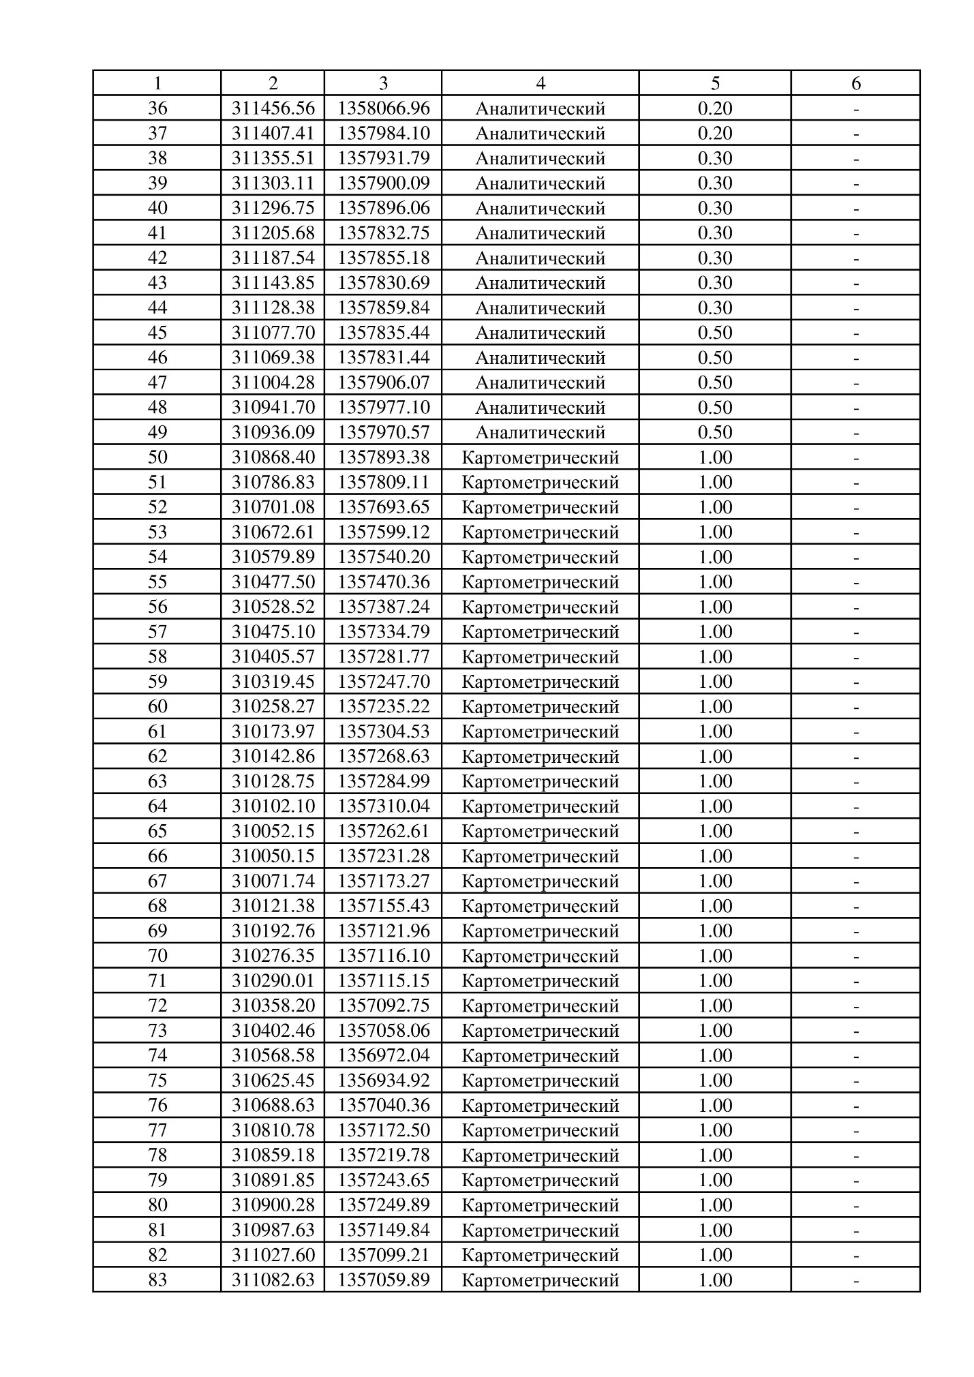 1 2 3 4 5 6
36 311456.56 1358066.96 Аналитический 0.20 -
37 311407.41 1357984.10 Аналитический 0.20 -
38 311355.51 1357931.79 Аналитический 0.30 -
39 311303.11 1357900.09 Аналитический 0.30 -
40 311296.75 1357896.06 Аналитический 0.30 -
41 311205.68 1357832.75 Аналитический 0.30 -
42 311187.54 1357855.18 Аналитический 0.30 -
43 311143.85 1357830.69 Аналитический 0.30 -
44 311128.38 1357859.84 Аналитический 0.30 -
45 311077.70 1357835.44 Аналитический 0.50 -
46 311069.38 1357831.44 Аналитический 0.50 -
47 311004.28 1357906.07 Аналитический 0.50 -
48 310941.70 1357977.10 Аналитический 0.50 -
49 310936.09 1357970.57 Аналитический 0.50 -
50 310868.40 1357893.38 Картометрический 1.00 -
51 310786.83 1357809.11 Картометрический 1.00 -
52 310701.08 1357693.65 Картометрический 1.00 -
53 310672.61 1357599.12 Картометрический 1.00 -
54 310579.89 1357540.20 Картометрический 1.00 -
55 310477.50 1357470.36 Картометрический 1.00 -
56 310528.52 1357387.24 Картометрический 1.00 -
57 310475.10 1357334.79 Картометрический 1.00 -
58 310405.57 1357281.77 Картометрический 1.00 -
59 310319.45 1357247.70 Картометрический 1.00 -
60 310258.27 1357235.22 Картометрический 1.00 -
61 310173.97 1357304.53 Картометрический 1.00 -
62 310142.86 1357268.63 Картометрический 1.00 -
63 310128.75 1357284.99 Картометрический 1.00 -
64 310102.10 1357310.04 Картометрический 1.00 -
65 310052.15 1357262.61 Картометрический 1.00 -
66 310050.15 1357231.28 Картометрический 1.00 -
67 310071.74 1357173.27 Картометрический 1.00 -
68 310121.38 1357155.43 Картометрический 1.00 -
69 310192.76 1357121.96 Картометрический 1.00 -
70 310276.35 1357116.10 Картометрический 1.00 -
71 310290.01 1357115.15 Картометрический 1.00 -
72 310358.20 1357092.75 Картометрический 1.00 -
73 310402.46 1357058.06 Картометрический 1.00 -
74 310568.58 1356972.04 Картометрический 1.00 -
75 310625.45 1356934.92 Картометрический 1.00 -
76 310688.63 1357040.36 Картометрический 1.00 -
77 310810.78 1357172.50 Картометрический 1.00 -
78 310859.18 1357219.78 Картометрический 1.00 -
79 310891.85 1357243.65 Картометрический 1.00 -
80 310900.28 1357249.89 Картометрический 1.00 -
81 310987.63 1357149.84 Картометрический 1.00 -
82 311027.60 1357099.21 Картометрический 1.00 -
83 311082.63 1357059.89 Картометрический 1.00 -